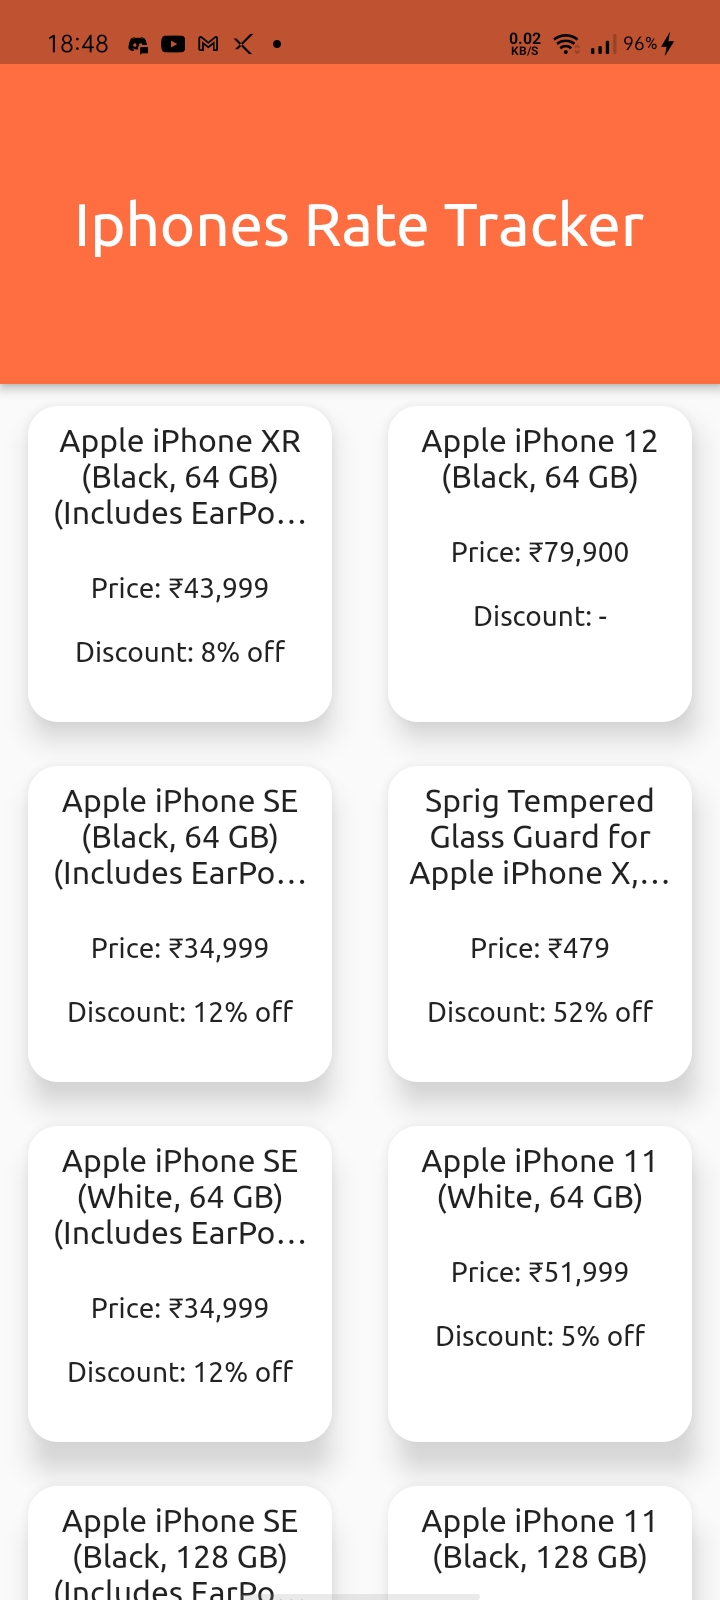 18:48
0.02
KB/S
96%
Iphones Rate Tracker
Apple iPhone XR
(Black, 64 GB)
(Includes EarPo...
Price: ₹43,999
Discount: 8% off
Apple iPhone 12
(Black, 64 GB)
Price: ₹79,900
Discount: -
Apple iPhone SE
(Black, 64 GB)
(Includes EarPo...
Price: ₹34,999
Discount: 12% off
Sprig Tempered
Glass Guard for
Apple iPhone X,...
Price: ₹479
Discount: 52% off
Apple iPhone SE
(White, 64 GB)
(Includes EarPo...
Price: ₹34,999
Discount: 12% off
Apple iPhone 11
(White, 64 GB)
Price: ₹51,999
Discount: 5% off
Apple iPhone SE
(Black, 128 GB)
(Includes EarPo...
Apple iPhone 11
(Black, 128 GB)